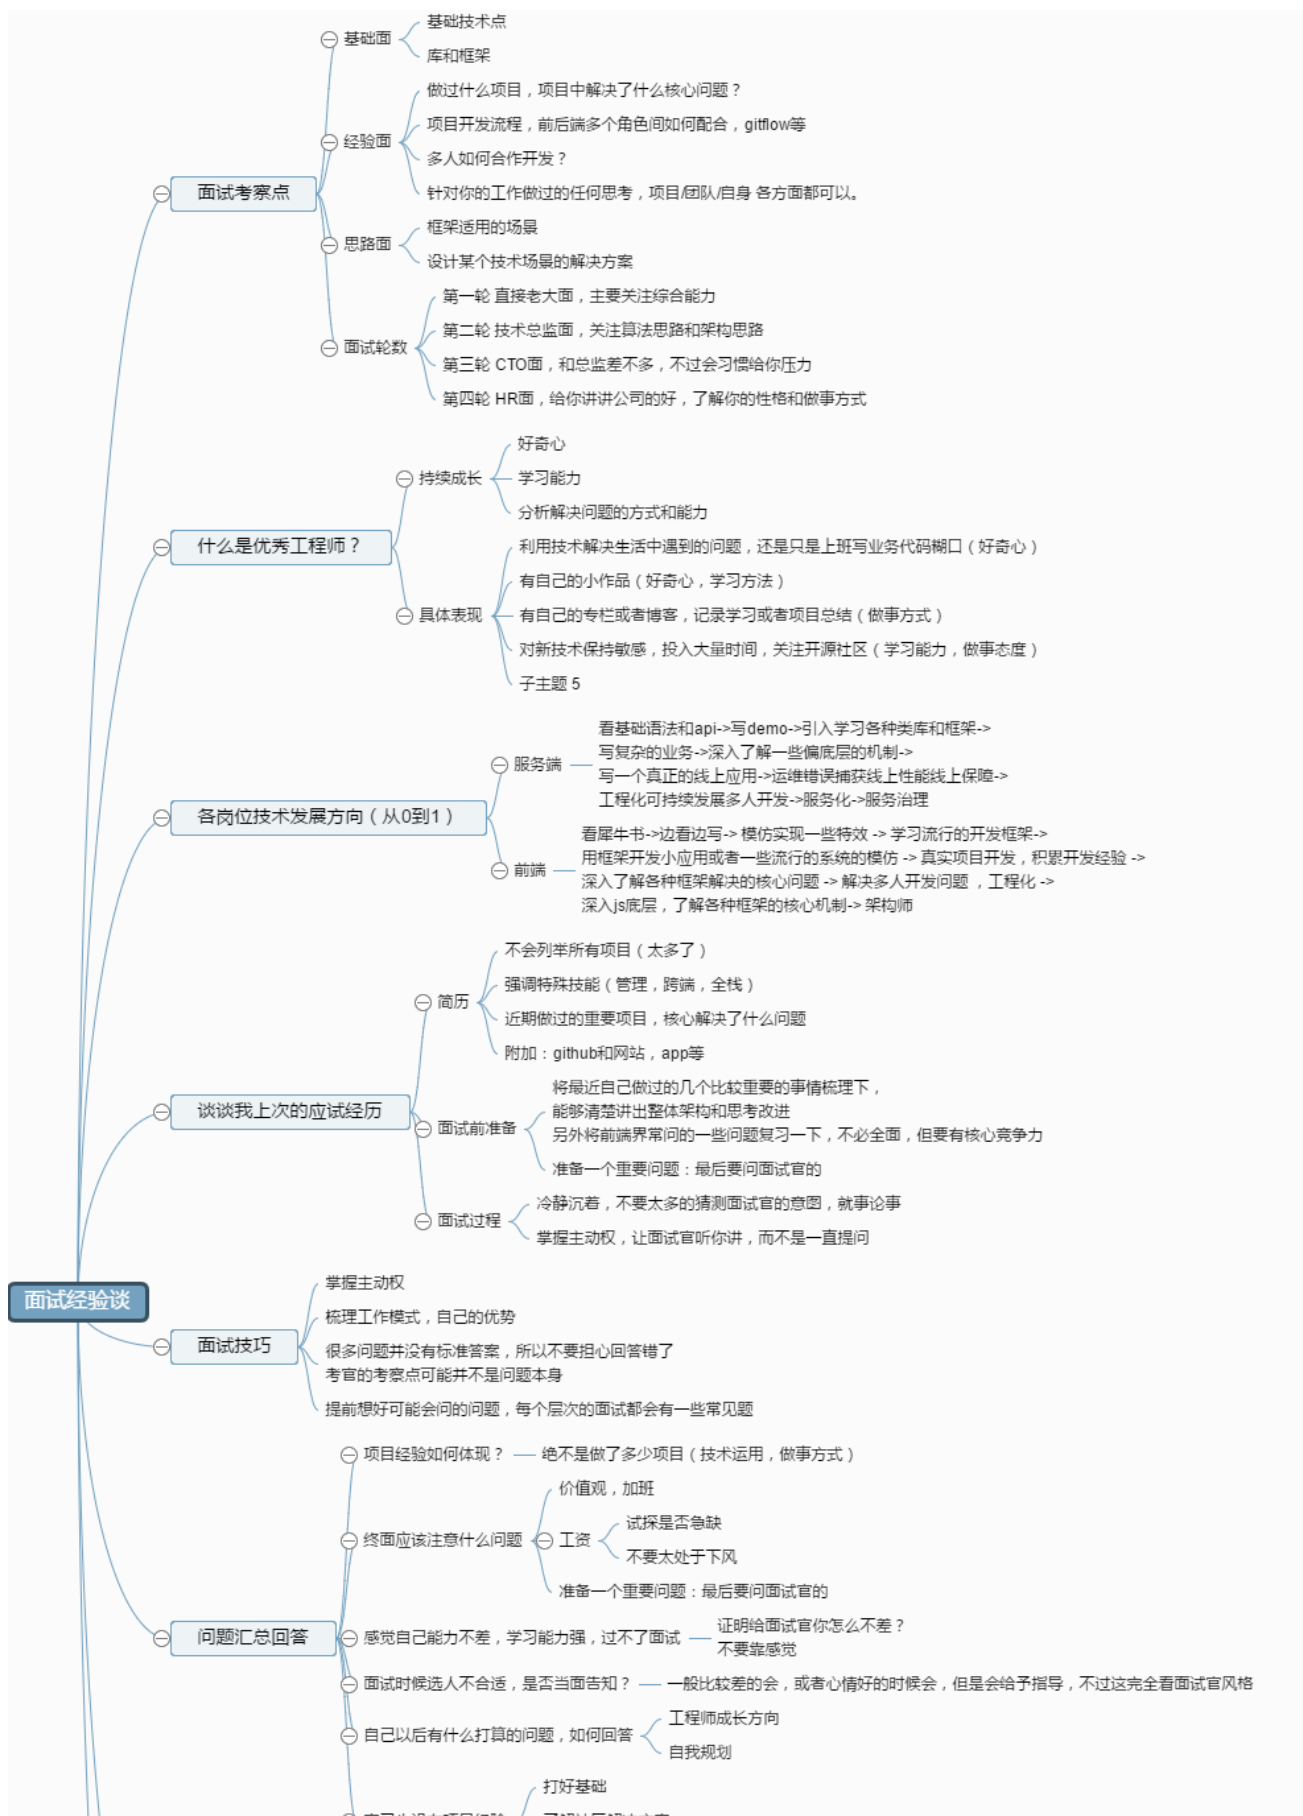 基础技术点
基础面
库和框架
做过什么项目，项目中解决了什么核心问题？
项目开发流程，前后端多个角色间如何配合，gitflow等
经验面
多人如何合作开发？
面试考察点
针对你的工作做过的任何思考，项目/团队/自身 各方面都可以。
框架适用的场景
思路面
设计某个技术场景的解决方案
第一轮 直接老大面，主要关注综合能力
第二轮 技术总监面，关注算法思路和架构思路
面试轮数
第三轮 CTO面，和总监差不多，不过会习惯给你压力
第四轮 HR面，给你讲讲公司的好，了解你的性格和做事方式
好奇心
持续成长
学习能力
分析解决问题的方式和能力
什么是优秀工程师？
利用技术解决生活中遇到的问题，还是只是上班写业务代码糊口（好奇心）
有自己的小作品（好奇心，学习方法）
具体表现
有自己的专栏或者博客，记录学习或者项目总结（做事方式）
对新技术保持敏感，投入大量时间，关注开源社区（学习能力，做事态度）
子主题 5
看基础语法和api->写demo->引入学习各种类库和框架->
写复杂的业务->深入了解一些偏底层的机制->
服务端
写一个真正的线上应用->运维错误捕获线上性能线上保障->
工程化可持续发展多人开发->服务化->服务治理
各岗位技术发展方向（从0到1）
看犀牛书->边看边写-> 模仿实现一些特效 -> 学习流行的开发框架->
用框架开发小应用或者一些流行的系统的模仿 -> 真实项目开发，积累开发经验 ->
前端
深入了解各种框架解决的核心问题 -> 解决多人开发问题 ，工程化 ->
深入js底层，了解各种框架的核心机制-> 架构师
不会列举所有项目（太多了）
强调特殊技能（管理，跨端，全栈）
简历
近期做过的重要项目，核心解决了什么问题
附加：github和网站，app等
将最近自己做过的几个比较重要的事情梳理下，
能够清楚讲出整体架构和思考改进
谈谈我上次的应试经历
面试前准备
另外将前端界常问的一些问题复习一下，不必全面，但要有核心竞争力
准备一个重要问题：最后要问面试官的
冷静沉着，不要太多的猜测面试官的意图，就事论事
面试过程
掌握主动权，让面试官听你讲，而不是一直提问
面试经验谈
掌握主动权
梳理工作模式，自己的优势
面试技巧
很多问题并没有标准答案，所以不要担心回答错了
考官的考察点可能并不是问题本身
提前想好可能会问的问题，每个层次的面试都会有一些常见题
项目经验如何体现？
绝不是做了多少项目（技术运用，做事方式）
价值观，加班
终面应该注意什么问题
工资
试探是否急缺
不要太处于下风
准备一个重要问题：最后要问面试官的
问题汇总回答
感觉自己能力不差，学习能力强，过不了面试
证明给面试官你怎么不差？
不要靠感觉
面试时候选人不合适，是否当面告知？
一般比较差的会，或者心情好的时候会，但是会给予指导，不过这完全看面试官风格
自己以后有什么打算的问题，如何回答
工程师成长方向
自我规划
打好基础